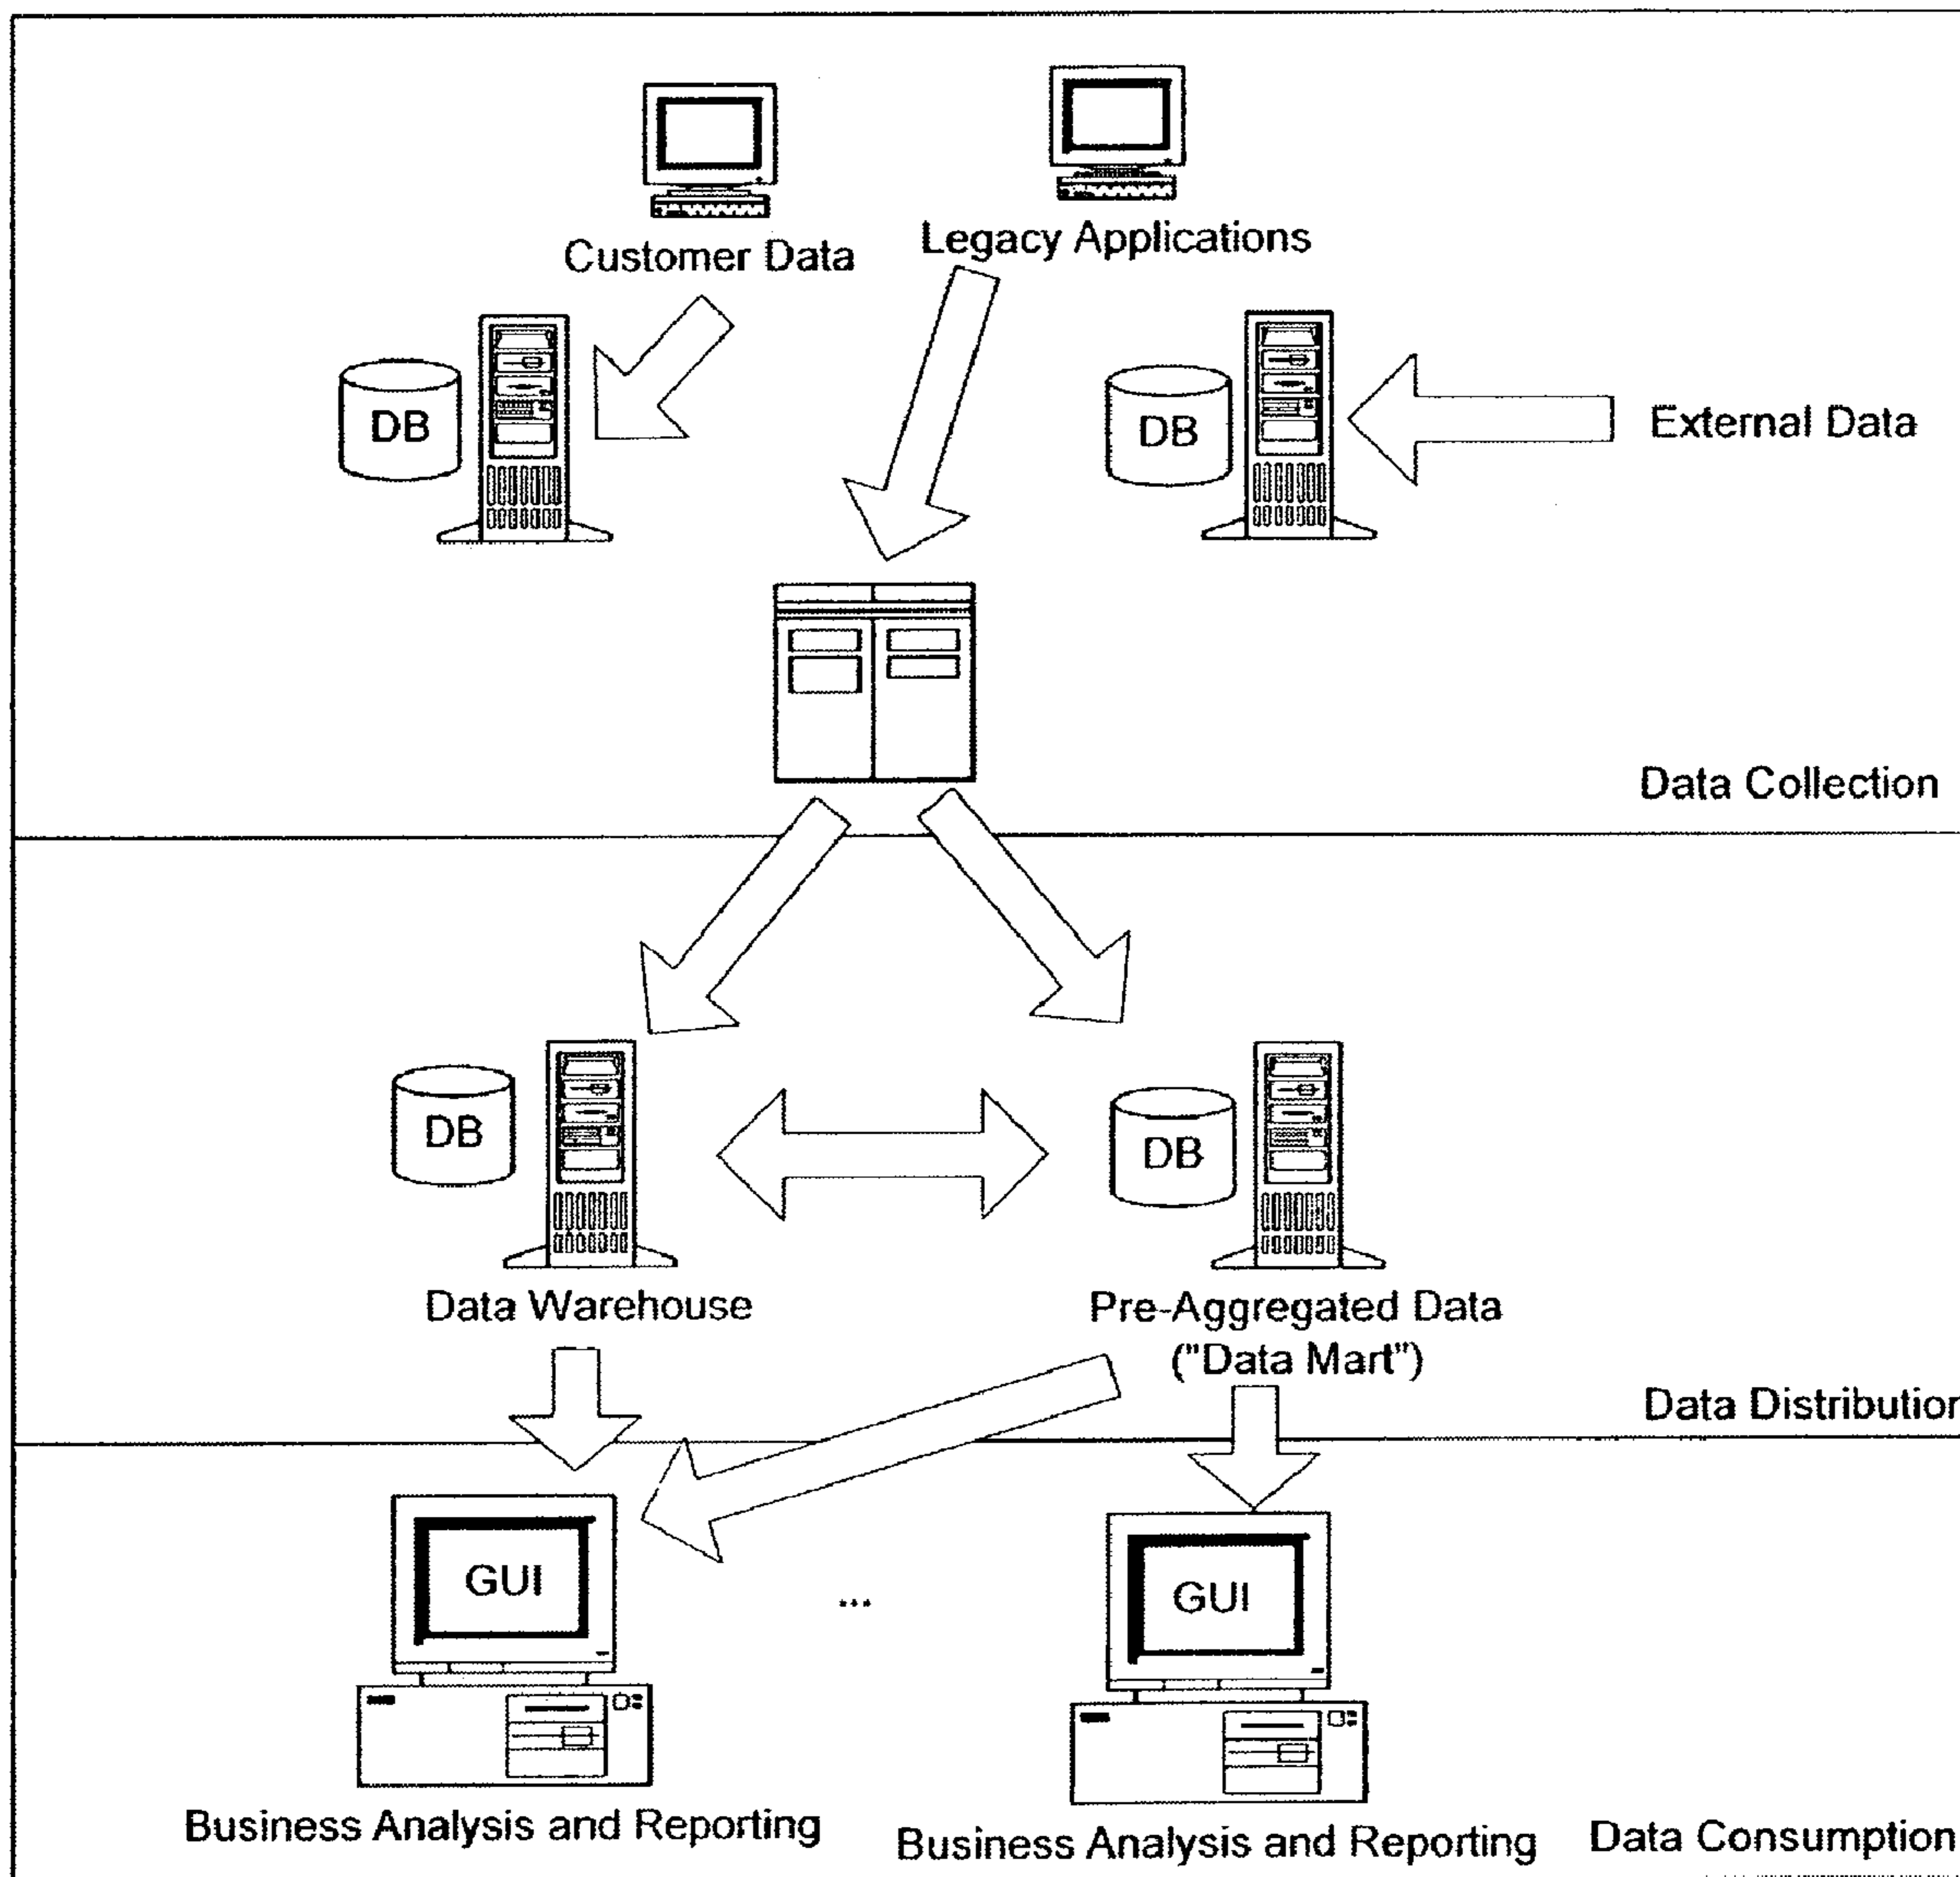 Customer Data
Legacy Applications
DB
DB
External Data
Data Collection
DB
DB
Data Warehouse
Pre-Aggregated Data
("Data Mart")
Data Distribution
GUI
GUI
...
Business Analysis and Reporting
Business Analysis and Reporting
Data Consumption